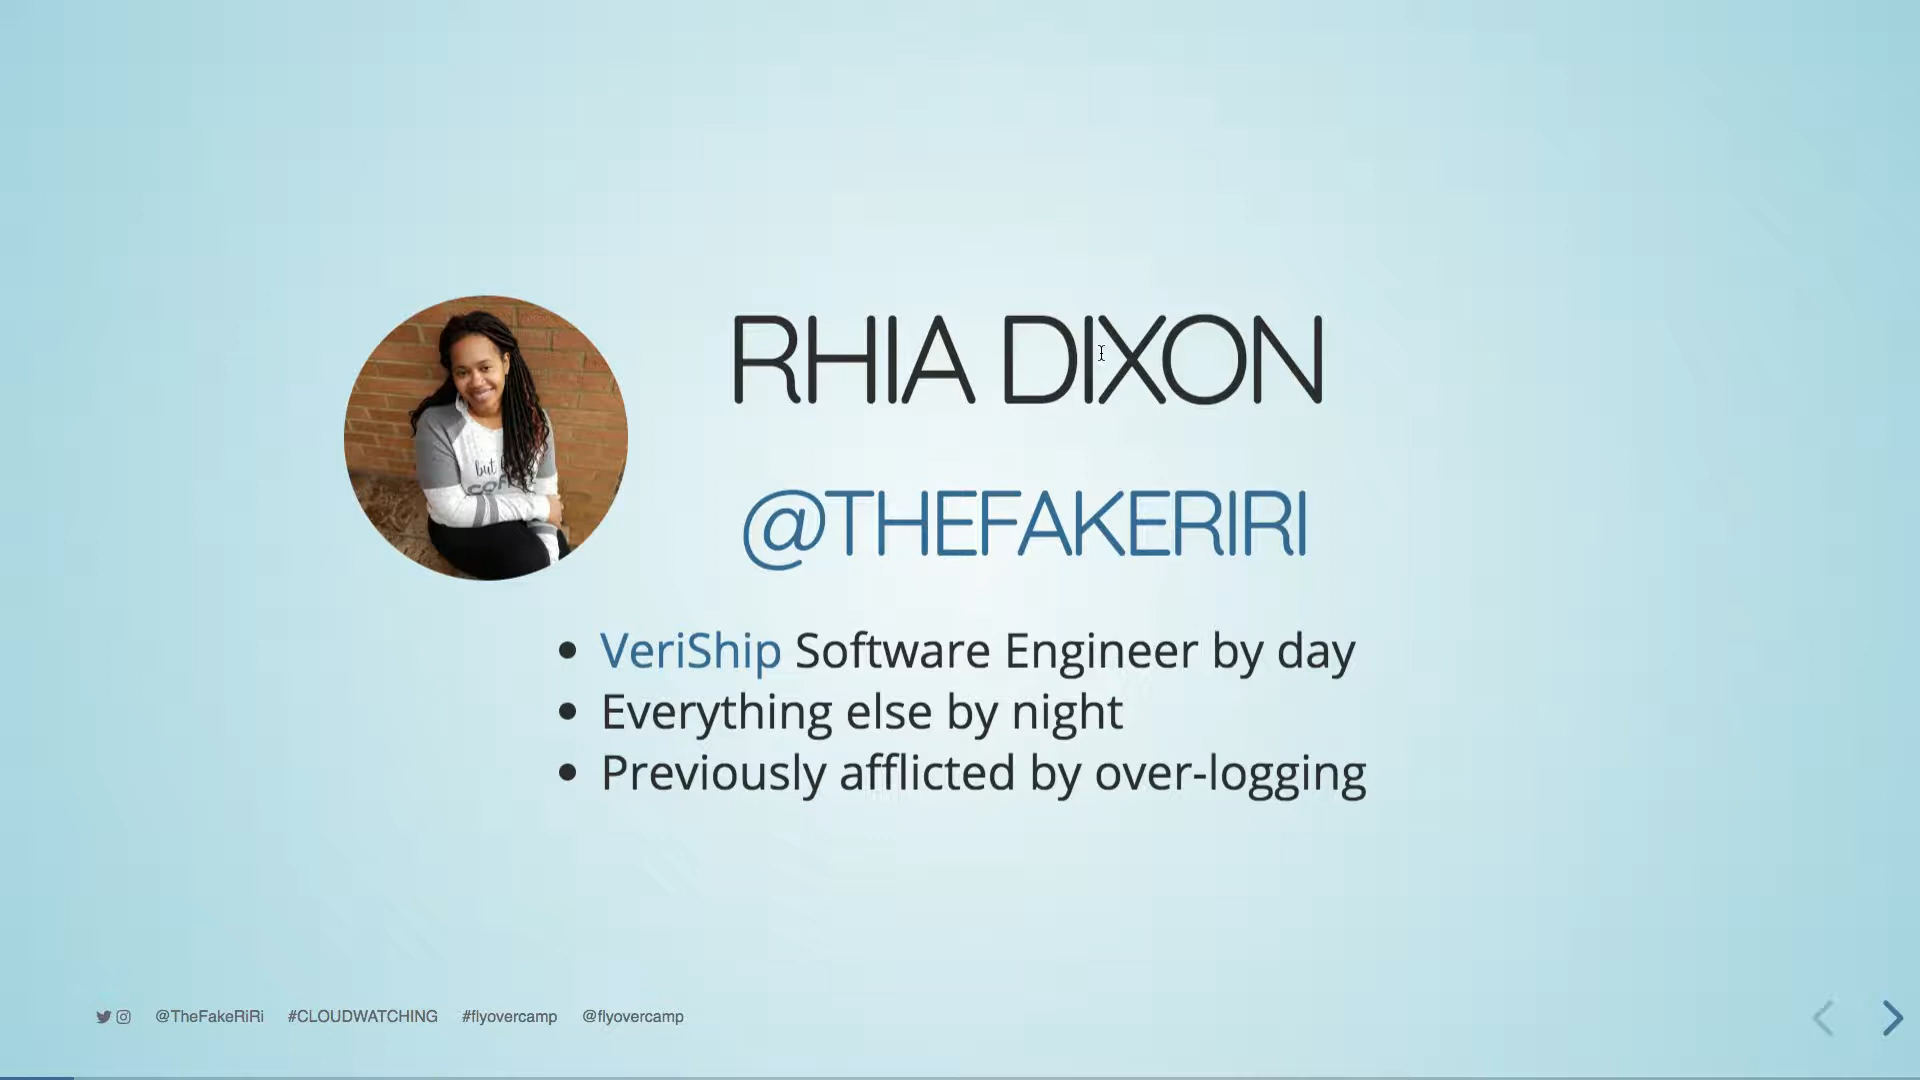 RHIA DIXON
@THEFAKERIRI
but
VeriShip Software Engineer by day
Everything else by night
Previously afflicted by over-logging
@TheFakeRiRi #CLOUDWATCHING #flyovercamp @flyovercamp